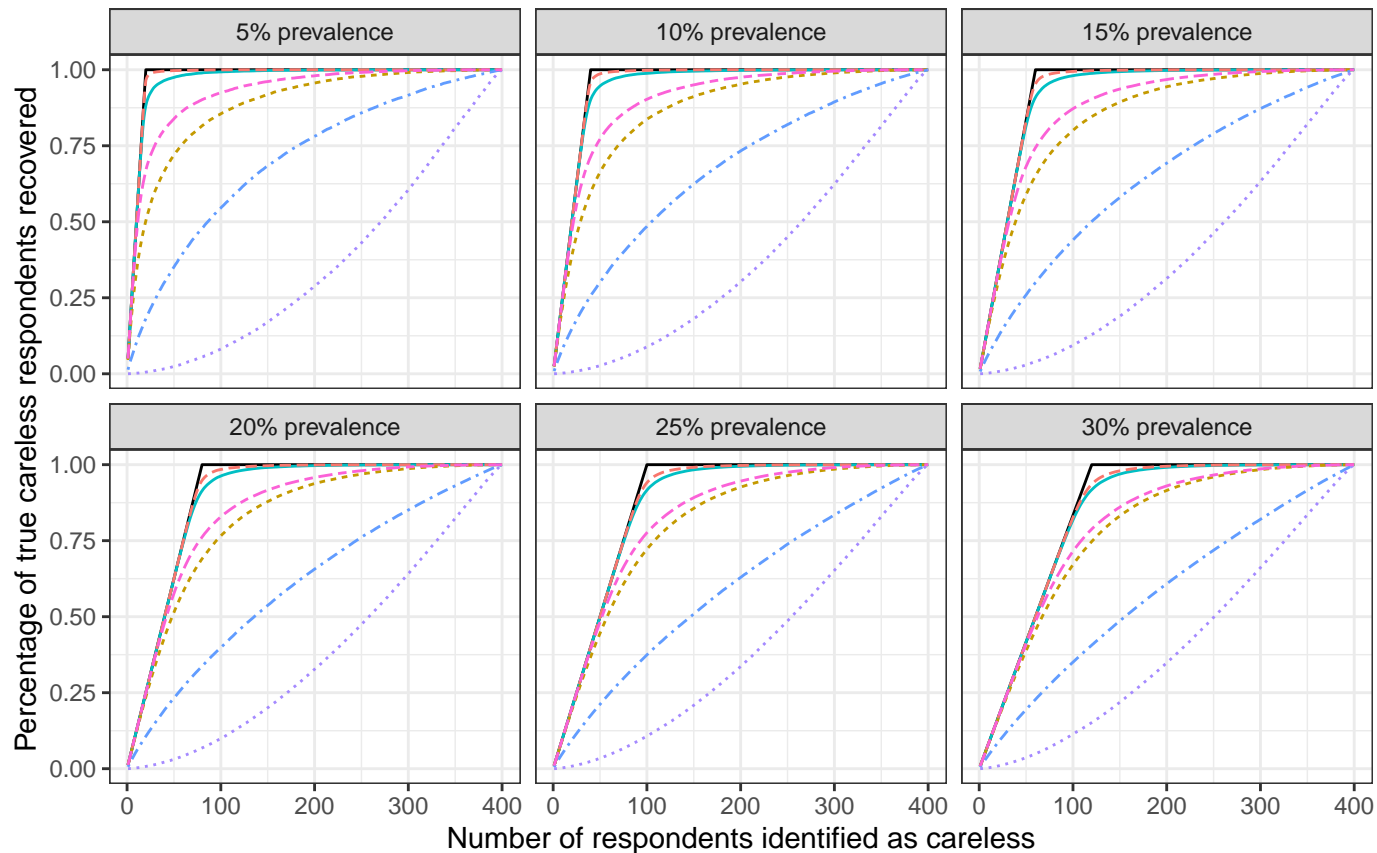 5% prevalence 10% prevalence 15% prevalence
1.00
0.75
0.50
0.25
0.00
20% prevalence 25% prevalence 30% prevalence
1.00
0.75
0.50
0.25
0.00
0 100 200 300 400 0 100 200 300 400 0 100 200 300 400
Number of respondents identified as careless
Percentage of true careless respondents recovered